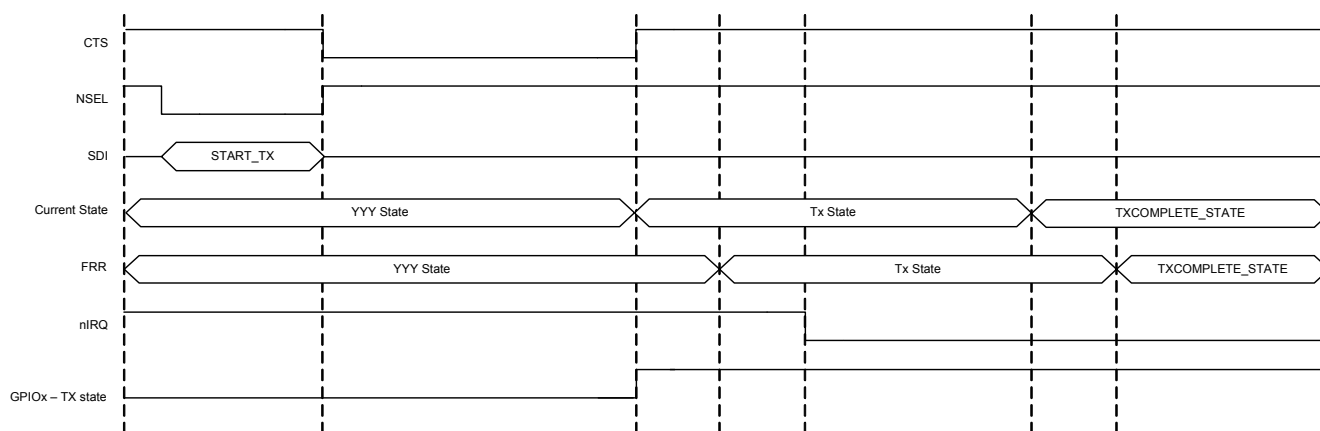 CTS
NSEL
SDI
START_TX
Current State
YYY State
Tx State
TXCOMPLETE_STATE
FRR
YYY State
Tx State
TXCOMPLETE_STATE
nIRQ
GPIOx – TX state